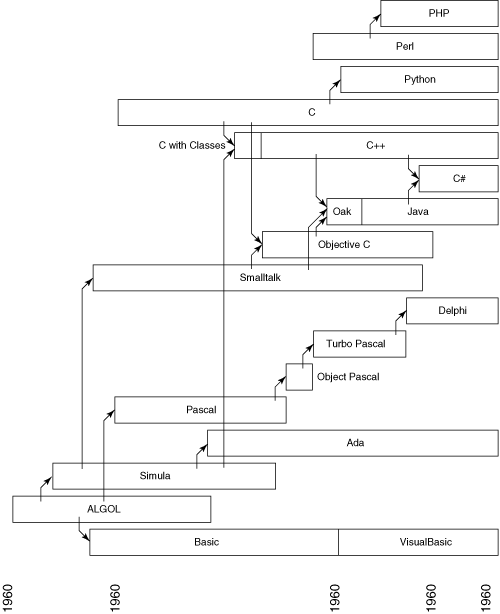 PHP
Perl
Python
C
C with Classes
C++
C#
Oak
Java
Objective C
Smalltalk
Delphi
Turbo Pascal
Object Pascal
Pascal
Ada
Simula
ALGOL
Basic
VisualBasic
1960
1960
1960
1960
1960